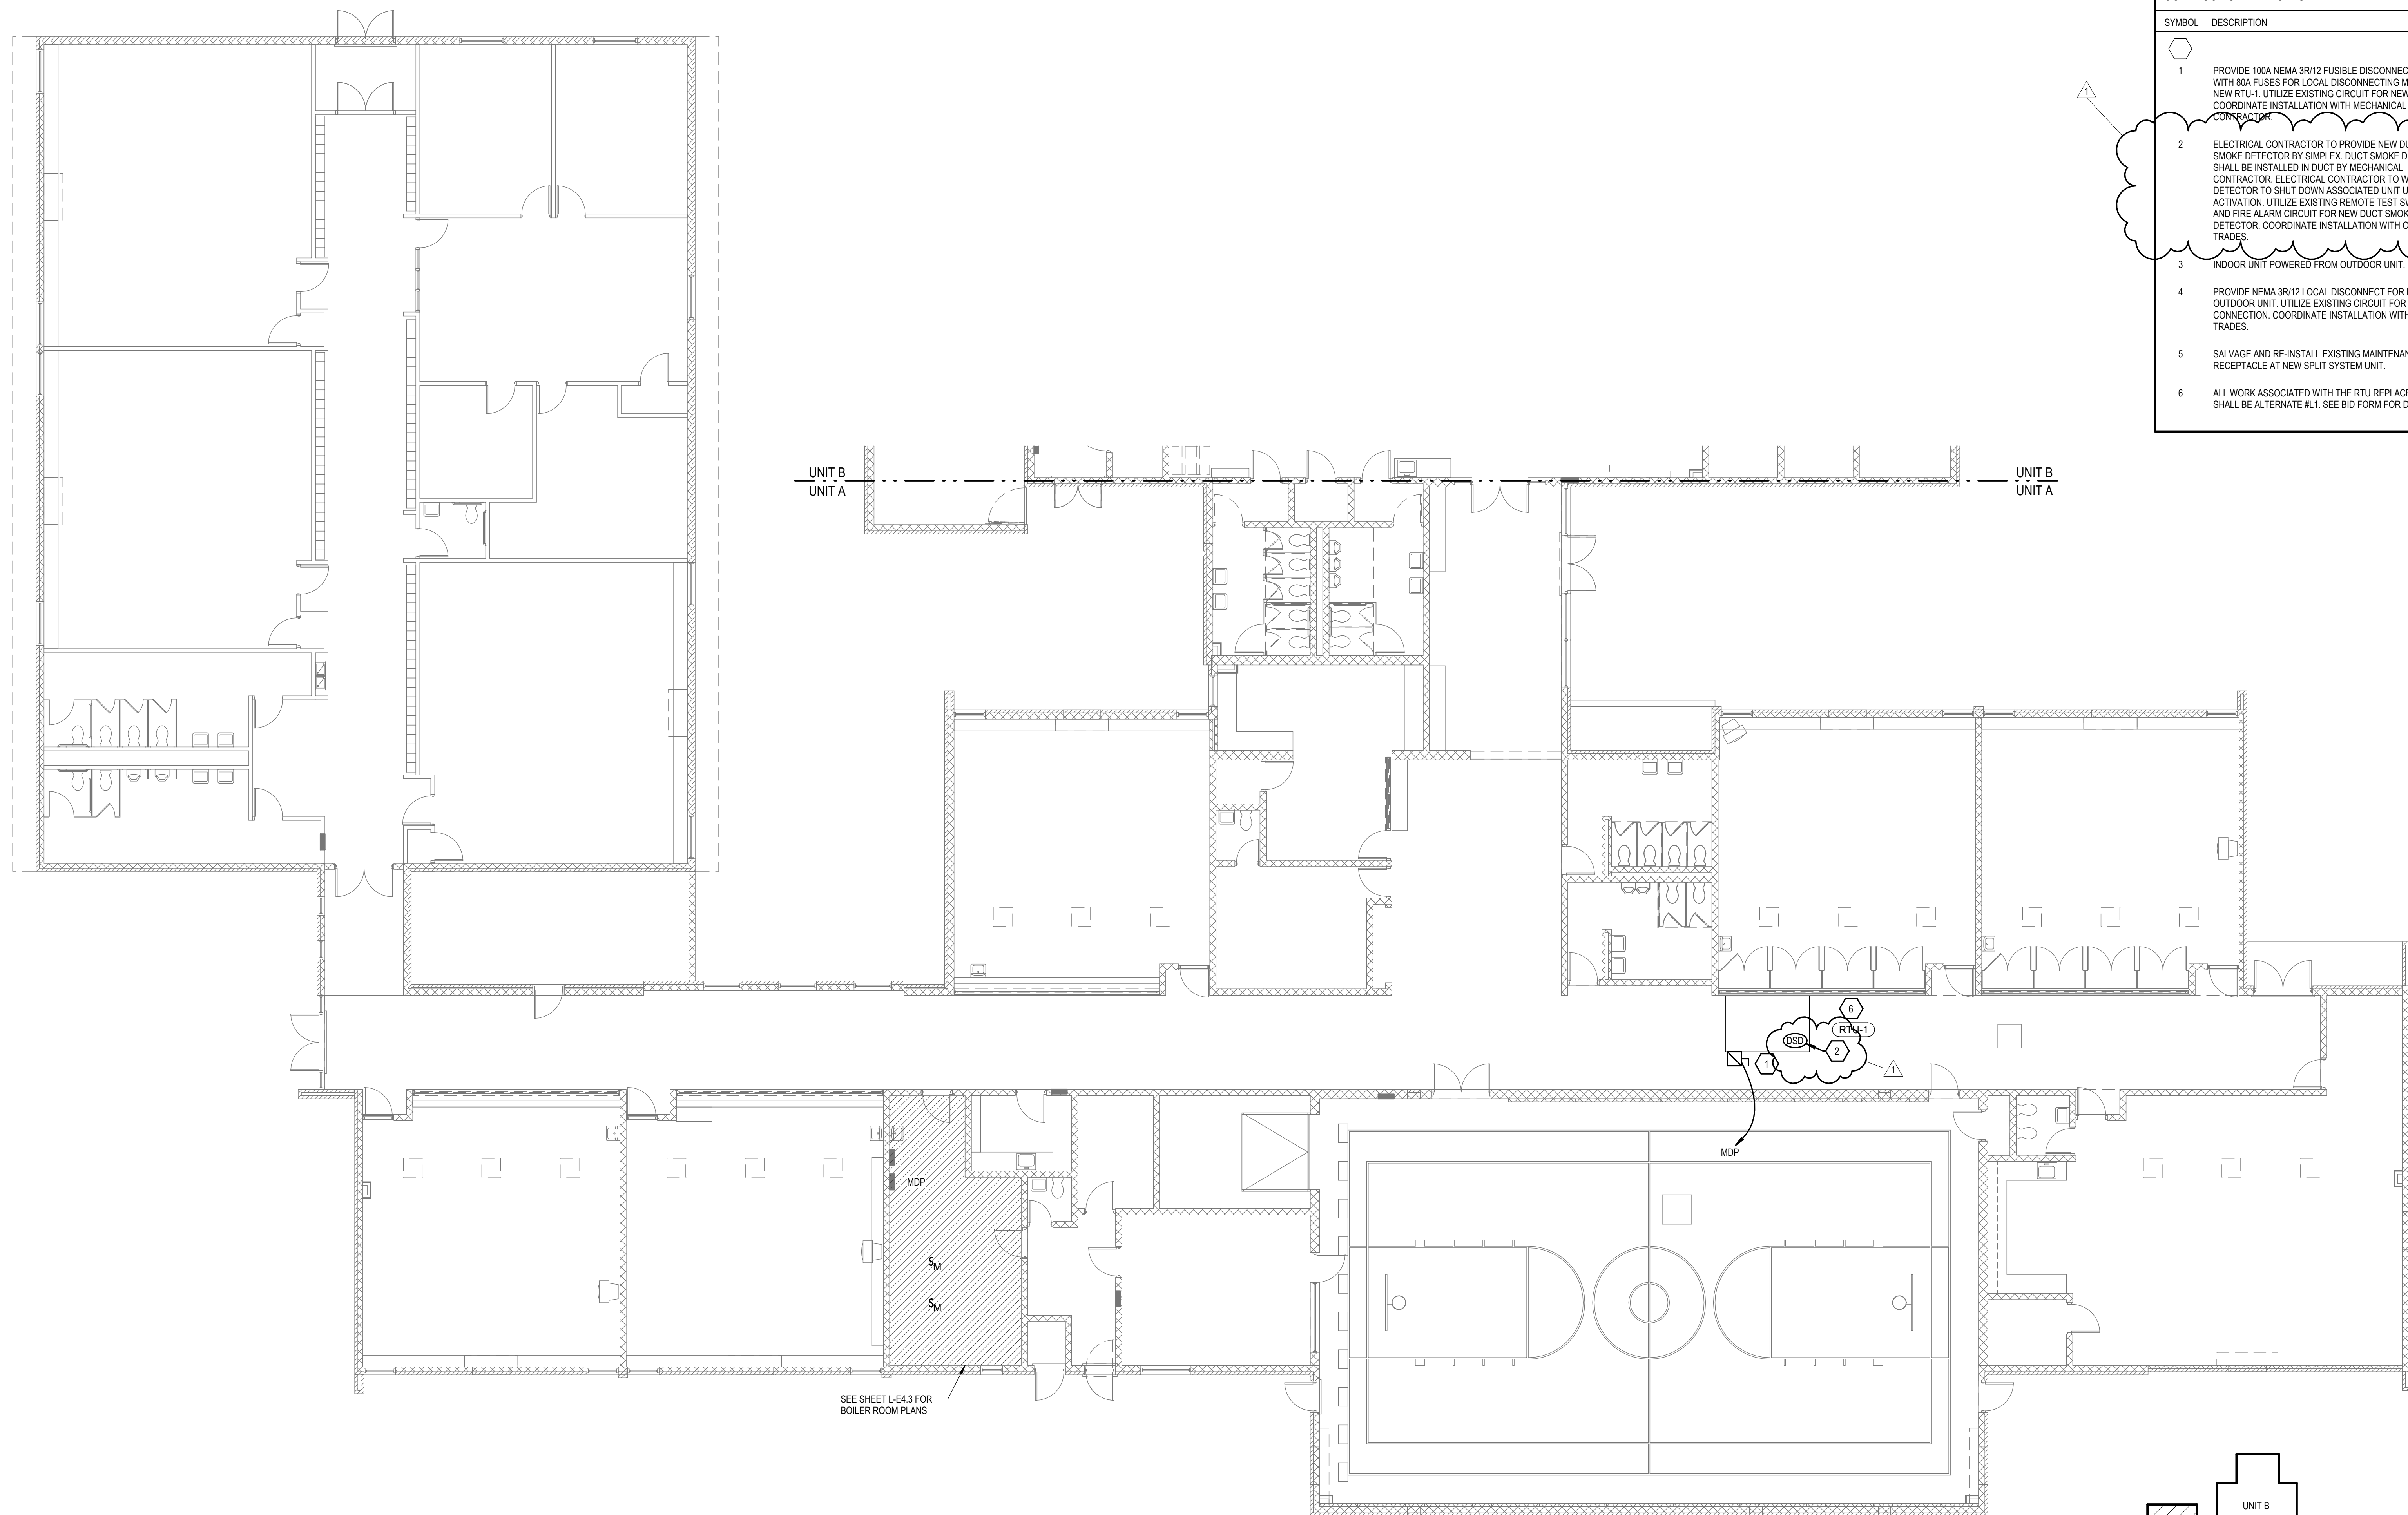 SYMBOL DESCRIPTION
1 PROVIDE 100A NEMA 3R/12 FUSIBLE
WITH 80A FUSES FOR LOCAL DISCONNECTING
NEW RTU-1. UTILIZE EXISTING CIRCUIT FOR
COORDINATE INSTALLATION WITH MECHANICAL
CONTRACTOR.
1
2 ELECTRICAL CONTRACTOR TO PROVIDE NEW
SMOKE DETECTOR BY SIMPLEX. DUCT SMOKE
SHALL BE INSTALLED IN DUCT BY MECHANICAL
CONTRACTOR. ELECTRICAL CONTRACTOR TO
DETECTOR TO SHUT DOWN ASSOCIATED UNIT
ACTIVATION. UTILIZE EXISTING REMOTE TEST
AND FIRE ALARM CIRCUIT FOR NEW DUCT
DETECTOR. COORDINATE INSTALLATION WITH
TRADES.
3 INDOOR UNIT POWERED FROM OUTDOOR UNIT.
4 PROVIDE NEMA 3R/12 LOCAL DISCONNECT FOR
OUTDOOR UNIT. UTILIZE EXISTING CIRCUIT FOR
CONNECTION. COORDINATE INSTALLATION WITH
TRADES.
5 SALVAGE AND RE-INSTALL EXISTING
RECEPTACLE AT NEW SPLIT SYSTEM UNIT.
6 ALL WORK ASSOCIATED WITH THE RTU
SHALL BE ALTERNATE #L1. SEE BID FORM FOR
UNIT B
UNIT A
UNIT B
UNIT A
6
RTU-1
DSD
2
1
1
MDP
MDP
SM
SM
SEE SHEET L-E4.3 FOR
BOILER ROOM PLANS
UNIT B